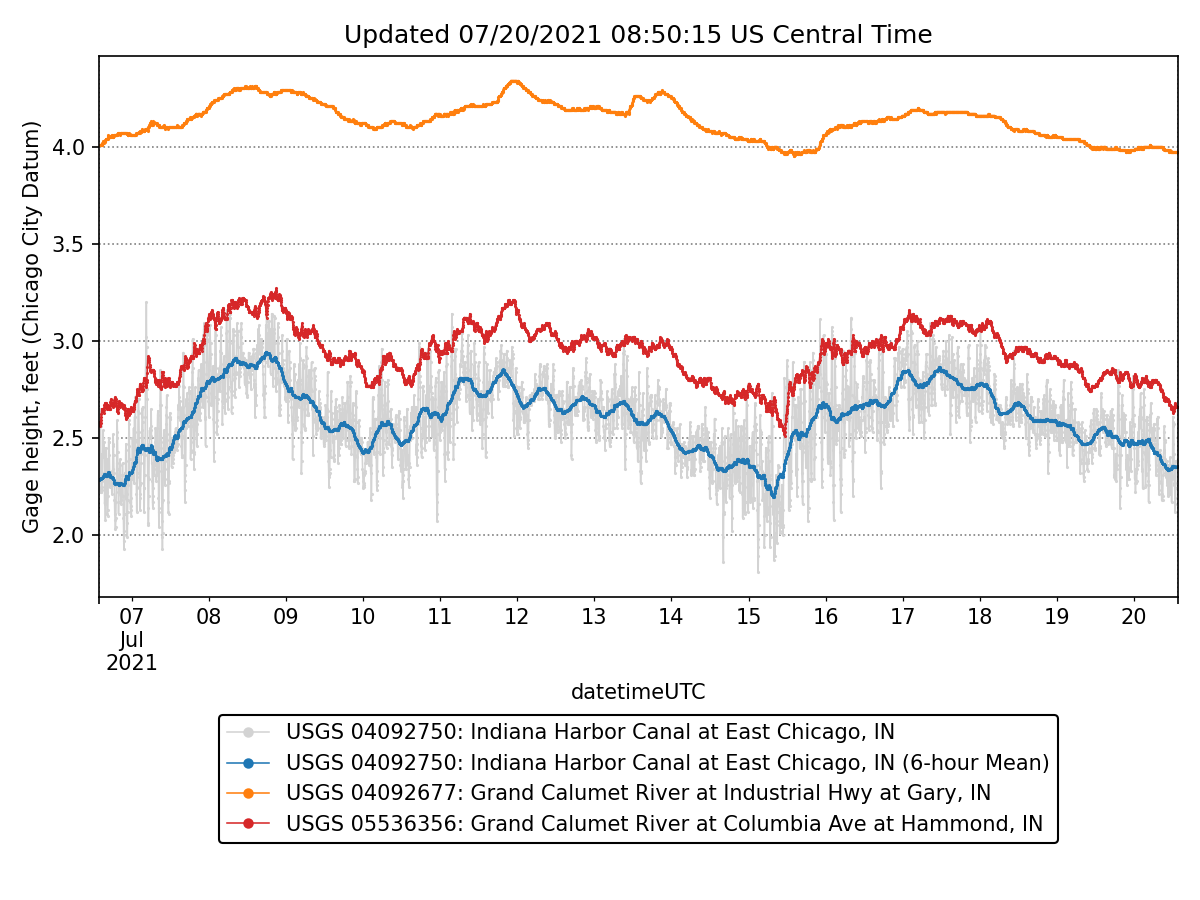 Updated 07/20/2021 08:50:15 US Central Time
Gage height, feet (Chicago City Datum)
4.0
3.5
3.0
2.5
2.0
07 08 09 10 11 12 13 14 15 16 17 18 19 20
Jul
2021
datetimeUTC
USGS 04092750: Indiana Harbor Canal at East Chicago, IN
USGS 04092750: Indiana Harbor Canal at East Chicago, IN (6-hour Mean)
USGS 04092677: Grand Calumet River at Industrial Hwy at Gary, IN
USGS 05536356: Grand Calumet River at Columbia Ave at Hammond, IN